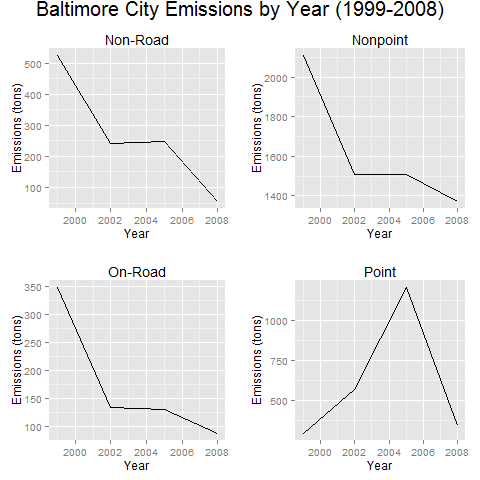 Baltimore City Emissions by Year (1999-2008)
Non-Road
Emissions (tons)
500
400
300
200
100
2000 2002 2004 2006 2008
Year
Nonpoint
Emissions (tons)
2000
1800
1600
1400
2000 2002 2004 2006 2008
Year
On-Road
Emissions (tons)
350
300
250
200
150
100
2000 2002 2004 2006 2008
Year
Point
Emissions (tons)
1000
750
500
2000 2002 2004 2006 2008
Year